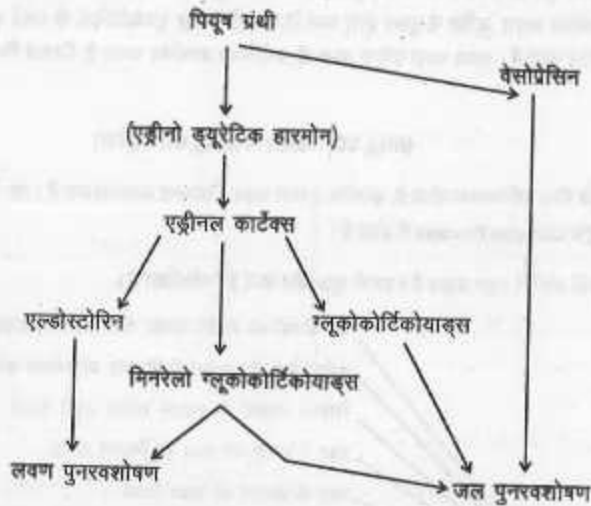 पियूष ग्रंथी
वेसोप्रेसिन
(एड्रीनो ड्यूरेटिक हारमोन)
एड्रीनल कार्टेक्स
एल्डोस्टोरिन
ग्लूकोकोर्टिकोयाड्स
मिनरेलो ग्लूकोकोर्टिकोयाड्स
लवण पुनरवशोषण
जल पुनरवशोषण